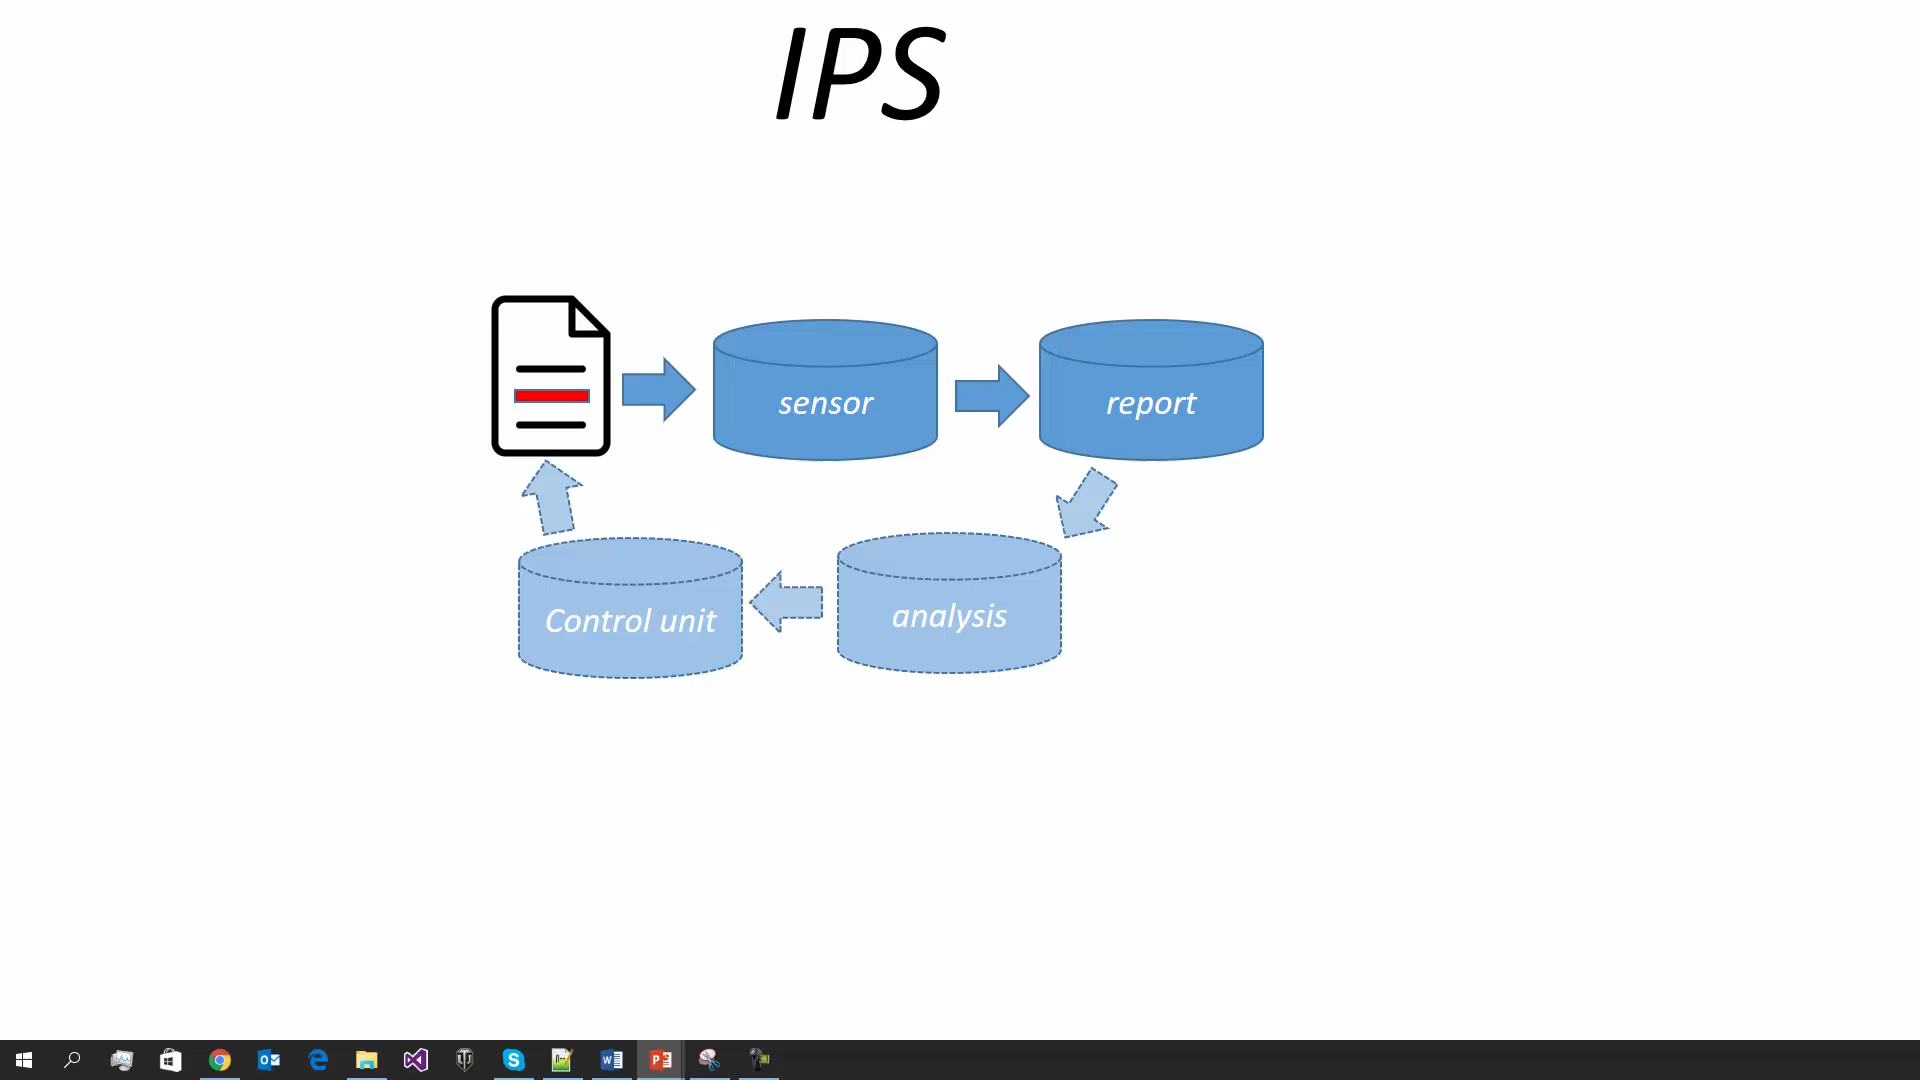 IPS
sensor
report
Control unit
analysis